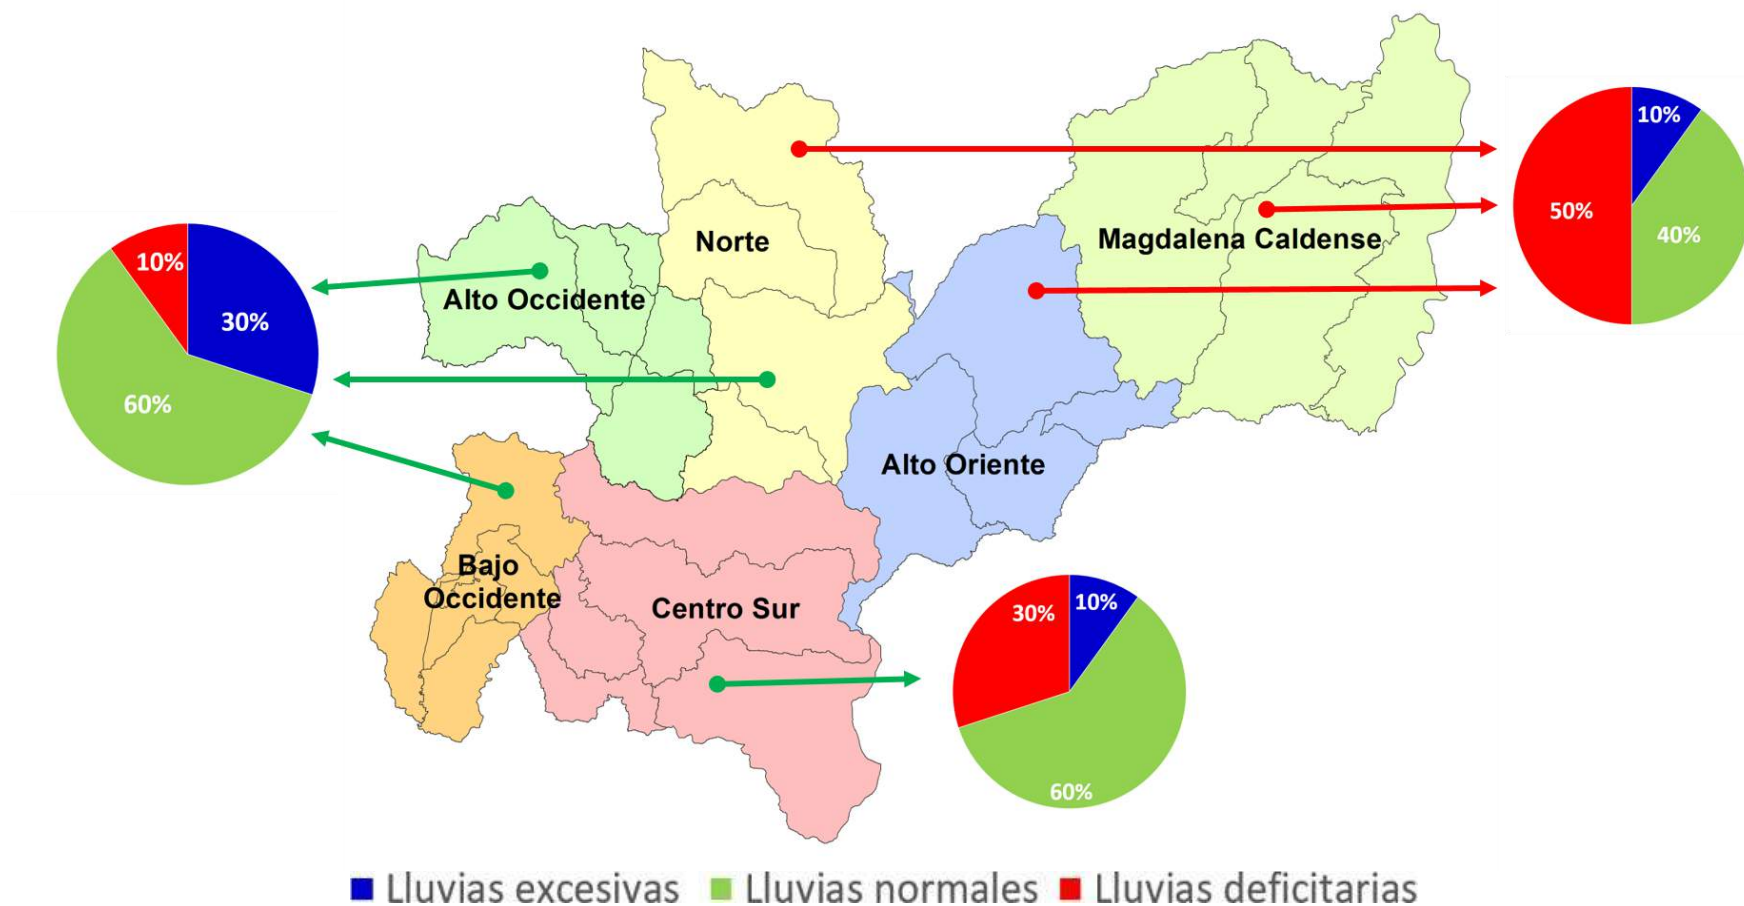 10%
50%
40%
Norte
Magdalena Caldense
10%
30%
60%
Alto Occidente
Alto Oriente
Bajo
Occidente
Centro Sur
30%
10%
60%
Lluvias excesivas
Lluvias normales
Lluvias deficitarias